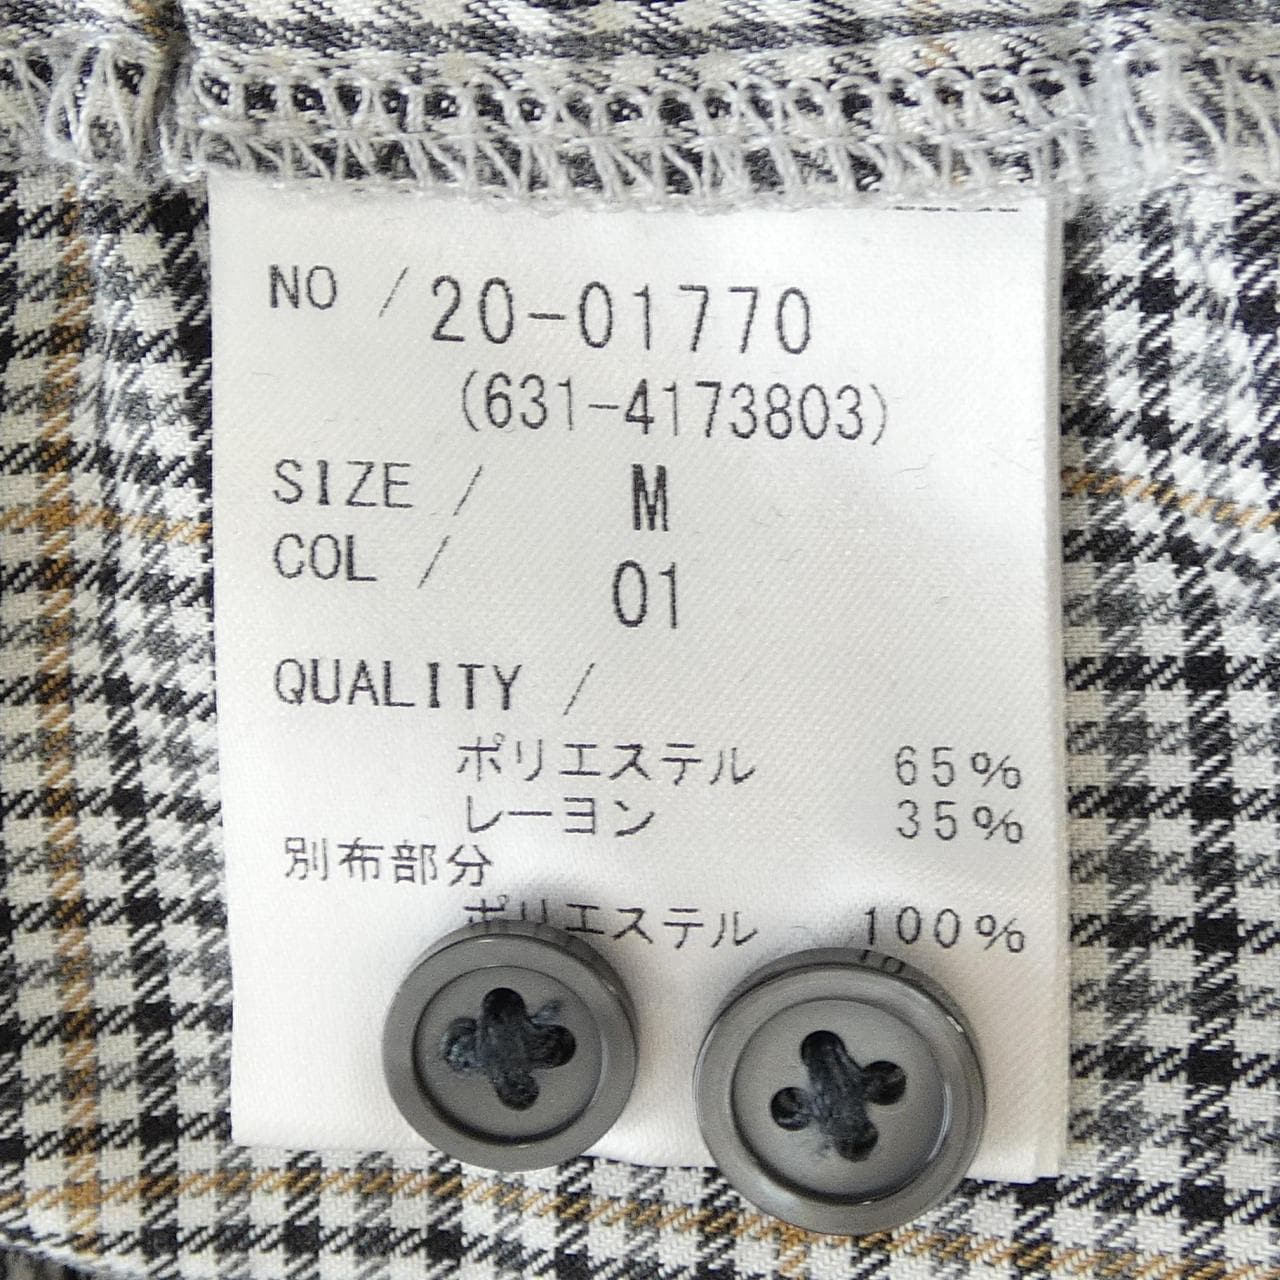 NO / 20-01770
(631-4173803)
SIZE / M
COL / 01
QUALITY /
ポリエステル 65%
レーヨン 35%
別布部分
ポリエステル 100%